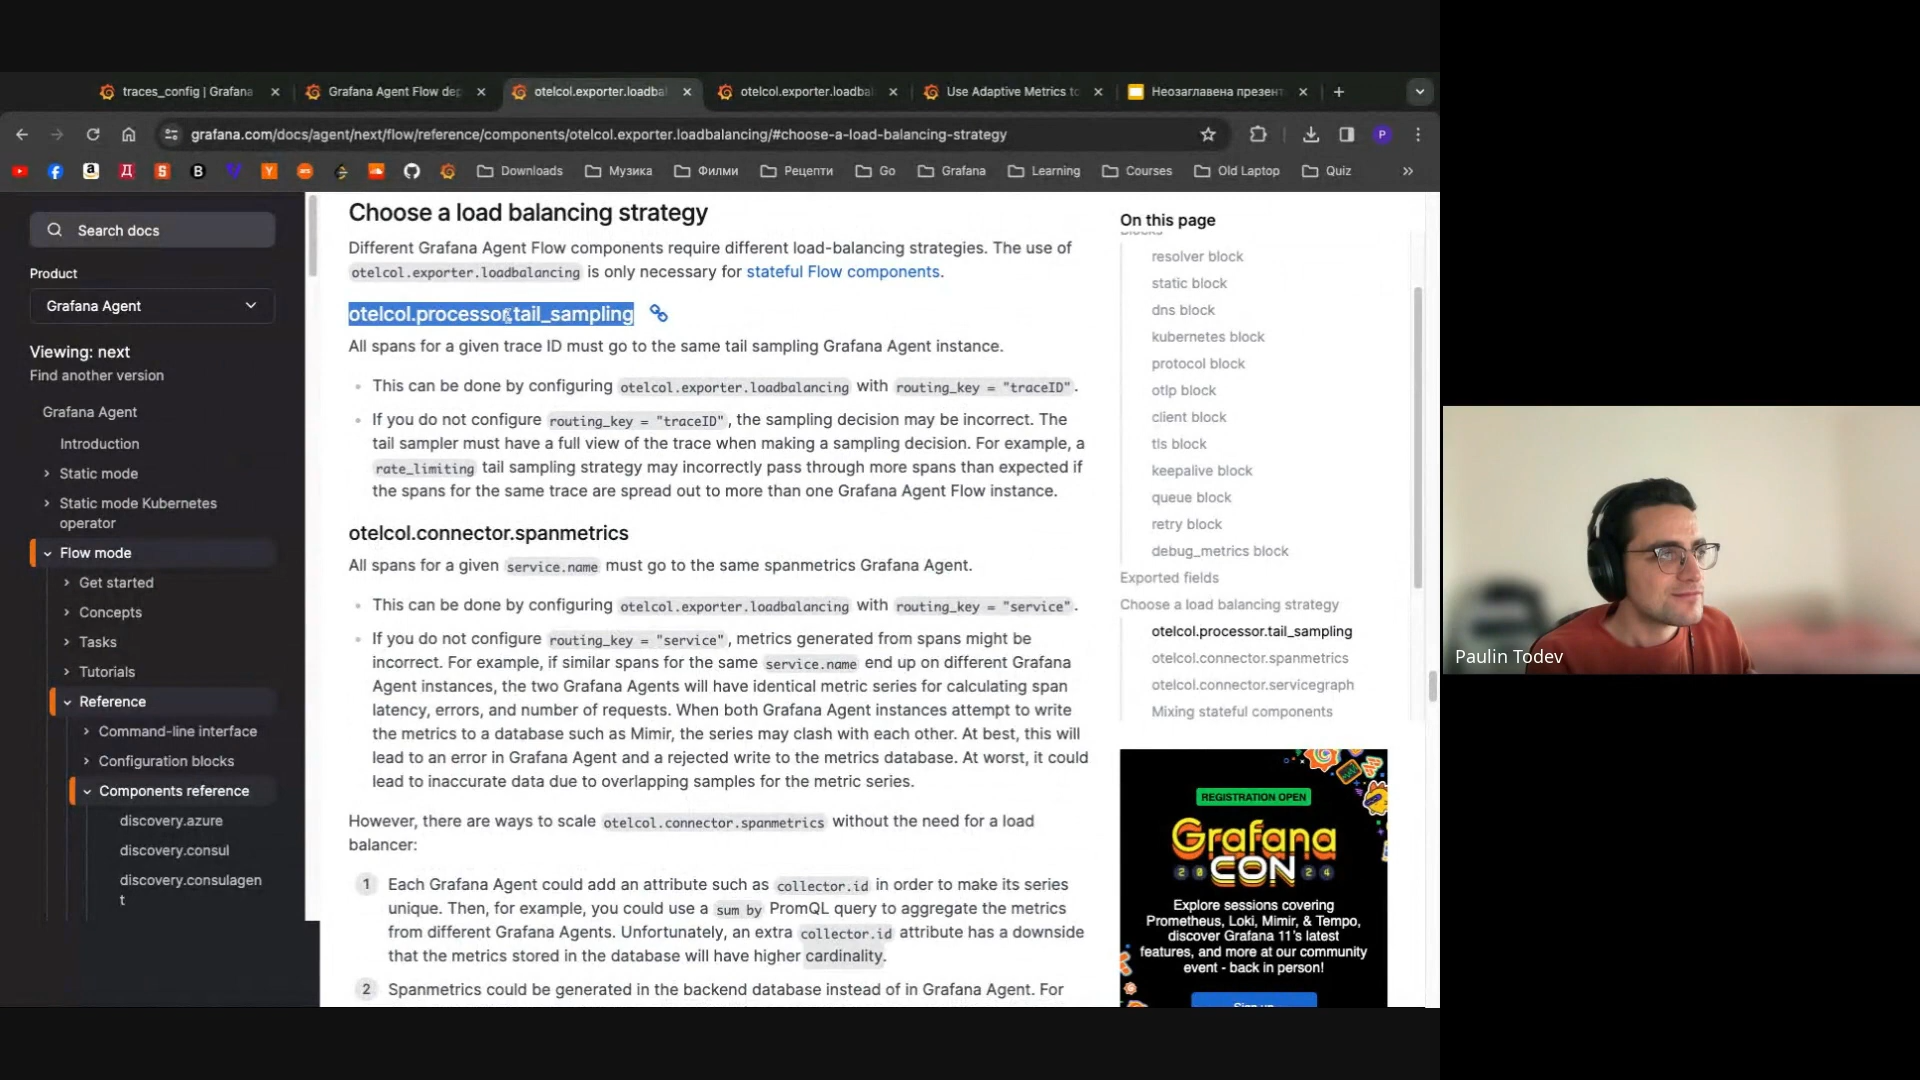 traces_config | Grafana
Grafana Agent Flow dep
otelcol.exporter.loadba
otelcol.exporter.loadba
Use Adaptive Metrics to
Неозаглавена презент
grafana.com/docs/agent/next/flow/reference/components/otelcol.exporter.loadbalancing/#choose-a-load-balancing-strategy
P
Downloads
Музика
Филми
Рецепти
Go
Grafana
Learning
Courses
Old Laptop
Quiz
»
Search docs
Product
Grafana Agent
Viewing: next
Find another version
Grafana Agent
Introduction
Static mode
Static mode Kubernetes
operator
Flow mode
Get started
Concepts
Tasks
Tutorials
Reference
Command-line interface
Configuration blocks
Components reference
discovery.azure
discovery.consul
discovery.consulagen
t
Choose a load balancing strategy
Different Grafana Agent Flow components require different load-balancing strategies. The use of
otelcol.exporter.loadbalancing is only necessary for stateful Flow components.
otelcol.processor.tail_sampling
All spans for a given trace ID must go to the same tail sampling Grafana Agent instance.
This can be done by configuring otelcol.exporter.loadbalancing with routing_key = "traceID".
If you do not configure routing_key = "traceID", the sampling decision may be incorrect. The
tail sampler must have a full view of the trace when making a sampling decision. For example, a
rate_limiting tail sampling strategy may incorrectly pass through more spans than expected if
the spans for the same trace are spread out to more than one Grafana Agent Flow instance.
otelcol.connector.spanmetrics
All spans for a given service.name must go to the same spanmetrics Grafana Agent.
This can be done by configuring otelcol.exporter.loadbalancing with routing_key = "service".
If you do not configure routing_key = "service", metrics generated from spans might be
incorrect. For example, if similar spans for the same service.name end up on different Grafana
Agent instances, the two Grafana Agents will have identical metric series for calculating span
latency, errors, and number of requests. When both Grafana Agent instances attempt to write
the metrics to a database such as Mimir, the series may clash with each other. At best, this will
lead to an error in Grafana Agent and a rejected write to the metrics database. At worst, it could
lead to inaccurate data due to overlapping samples for the metric series.
However, there are ways to scale otelcol.connector.spanmetrics without the need for a load
balancer:
1 Each Grafana Agent could add an attribute such as collector.id in order to make its series
unique. Then, for example, you could use a sum by PromQL query to aggregate the metrics
from different Grafana Agents. Unfortunately, an extra collector.id attribute has a downside
that the metrics stored in the database will have higher cardinality.
2 Spanmetrics could be generated in the backend database instead of in Grafana Agent. For
On this page
Blocks
resolver block
static block
dns block
kubernetes block
protocol block
otlp block
client block
tls block
keepalive block
queue block
retry block
debug_metrics block
Exported fields
Choose a load balancing strategy
otelcol.processor.tail_sampling
otelcol.connector.spanmetrics
otelcol.connector.servicegraph
Mixing stateful components
REGISTRATION OPEN
Grafana
CON
2024
Explore sessions covering
Prometheus, Loki, Mimir, & Tempo,
discover Grafana 11's latest
features, and more at our community
event - back in person!
Sign up
Paulin Todev